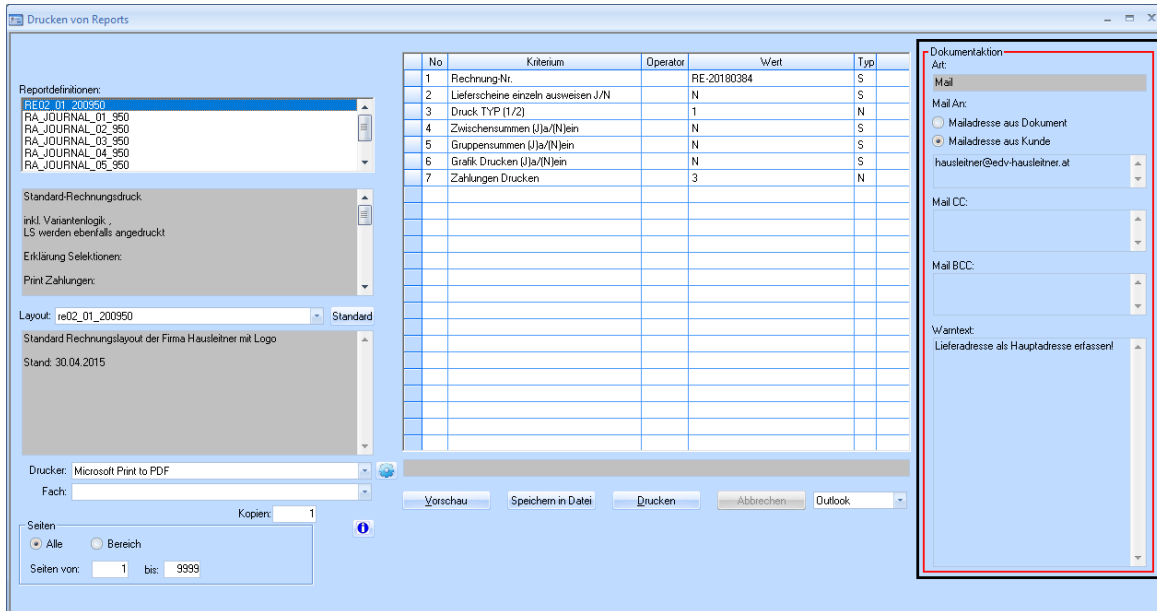 Drucken von Reports
Reportdefinitionen:
RE02_01_200950
RA_JOURNAL_01_950
RA_JOURNAL_02_950
RA_JOURNAL_03_950
RA_JOURNAL_04_950
RA_JOURNAL_05_950
Standard-Rechnungsdruck
inkl. Variantenlogik ,
LS werden ebenfalls angedruckt
Erklärung Selektionen:
Print Zahlungen:
Layout: re02_01_200950 Standard
Standard Rechnungslayout der Firma Hausleitner mit Logo
Stand: 30.04.2015
Drucker: Microsoft Print to PDF
Fach:
Kopien: 1
Seiten
Alle Bereich
Seiten von: 1 bis: 9999
No Kriterium Operator Wert Typ
1 Rechnung-Nr. RE-20180384 S
2 Lieferscheine einzeln ausweisen J/N N S
3 Druck TYP (1/2) 1 N
4 Zwischensummen (J)a/(N)ein N S
5 Gruppensummen (J)a/(N)ein N S
6 Grafik Drucken (J)a/(N)ein N S
7 Zahlungen Drucken 3 N
Vorschau Speichern in Datei Drucken Abbrechen Outlook
Dokumentaktion
Art:
Mail
Mail An:
Mailadresse aus Dokument
Mailadresse aus Kunde
hausleitner@edv-hausleitner.at
Mail CC:
Mail BCC:
Warntext:
Lieferadresse als Hauptadresse erfassen!